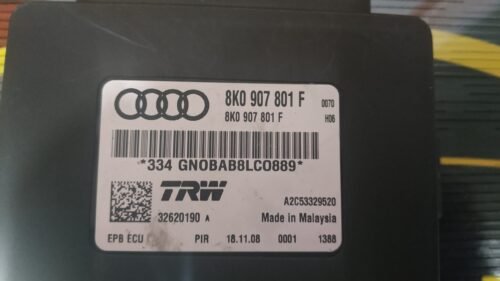 8K0 907 801 F 0070
8K0 907 801 F H06
*334 GN0BAB8LC0889*
TRW A2C53329520
32620190 A Made in Malaysia
EPB ECU PIR 18.11.08 0001 1388